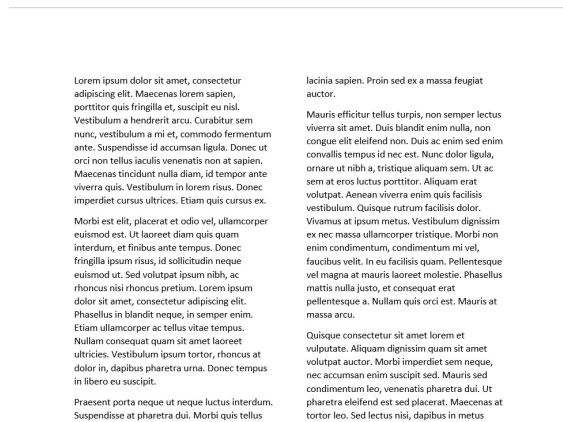 Lorem ipsum dolor sit amet, consectetur
adipiscing elit. Maecenas lorem sapien,
porttitor quis fringilla et, suscipit eu nisl.
Vestibulum a hendrerit arcu. Curabitur sem
nunc, vestibulum a mi et, commodo fermentum
ante. Suspendisse id accumsan ligula. Donec ut
orci non tellus iaculis venenatis non at sapien.
Maecenas tincidunt nulla diam, id tempor ante
viverra quis. Vestibulum in lorem risus. Donec
imperdiet cursus ultrices. Etiam quis cursus ex.
Morbi est elit, placerat et odio vel, ullamcorper
euismod est. Ut laoreet diam quis quam
interdum, et finibus ante tempus. Donec
fringilla ipsum risus, id sollicitudin neque
euismod ut. Sed volutpat ipsum nibh, ac
rhoncus nisi rhoncus pretium. Lorem ipsum
dolor sit amet, consectetur adipiscing elit.
Phasellus in blandit neque, in semper enim.
Etiam ullamcorper ac tellus vitae tempus.
Nullam consequat quam sit amet laoreet
ultricies. Vestibulum ipsum tortor, rhoncus at
dolor in, dapibus pharetra urna. Donec tempus
in libero eu suscipit.
Praesent porta neque ut neque luctus interdum.
Suspendisse at pharetra dui. Morbi quis tellus
lacinia sapien. Proin sed ex a massa feugiat
auctor.
Mauris efficitur tellus turpis, non semper lectus
viverra sit amet. Duis blandit enim nulla, non
congue elit eleifend non. Duis ac enim sed enim
convallis tempus id nec est. Nunc dolor ligula,
ornare ut nibh a, tristique aliquam sem. Ut ac
sem at eros luctus porttitor. Aliquam erat
volutpat. Aenean viverra enim quis facilisis
vestibulum. Quisque rutrum facilisis dolor.
Vivamus at ipsum metus. Vestibulum dignissim
ex nec massa ullamcorper tristique. Morbi non
enim condimentum, condimentum mi vel,
faucibus velit. In eu facilisis quam. Pellentesque
vel magna at mauris laoreet molestie. Phasellus
mattis nulla justo, et consequat erat
pellentesque a. Nullam quis orci est. Mauris at
massa arcu.
Quisque consectetur sit amet lorem et
vulputate. Aliquam dignissim quam sit amet
volutpat auctor. Morbi imperdiet sem neque,
nec accumsan enim suscipit sed. Mauris sed
condimentum leo, venenatis pharetra dui. Ut
pharetra eleifend est sed placerat. Maecenas at
tortor leo. Sed lectus nisi, dapibus in metus